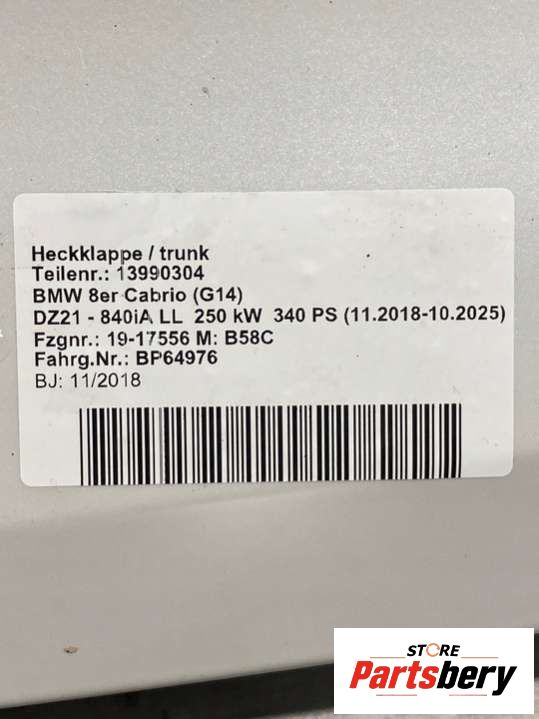 Heckklappe / trunk
Teilenr.: 13990304
BMW 8er Cabrio (G14)
DZ21 - 840iA LL 250 kW 340 PS (11.2018-10.2025)
Fzgnr.: 19-17556 M: B58C
Fahrg.Nr.: BP64976
BJ: 11/2018
STORE
Partsbery